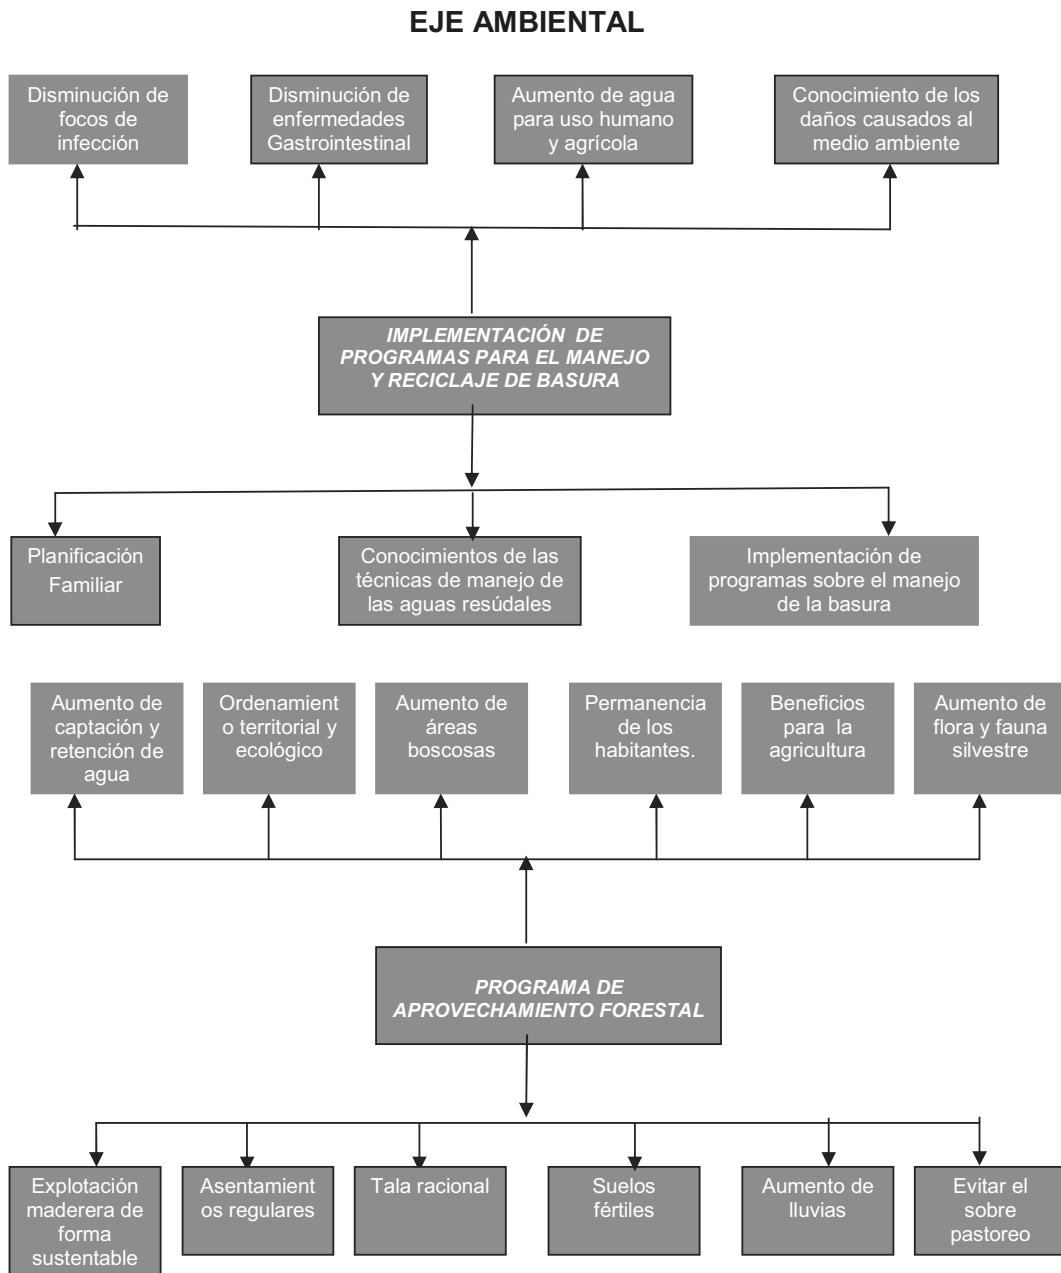 EJE AMBIENTAL
Disminución de
focos de
infección
Disminución de
enfermedades
Gastrointestinal
Aumento de agua
para uso humano
y agrícola
Conocimiento de los
daños causados al
medio ambiente
IMPLEMENTACIÓN DE
PROGRAMAS PARA EL MANEJO
Y RECICLAJE DE BASURA
Planificación
Familiar
Conocimientos de las
técnicas de manejo de
las aguas resúdales
Implementación de
programas sobre el manejo
de la basura
Aumento de
captación y
retención de
agua
Ordenamient
o territorial y
ecológico
Aumento de
áreas
boscosas
Permanencia
de los
habitantes.
Beneficios
para la
agricultura
Aumento de
flora y fauna
silvestre
PROGRAMA DE
APROVECHAMIENTO FORESTAL
Explotación
maderera de
forma
sustentable
Asentamient
os regulares
Tala racional
Suelos
fértiles
Aumento de
lluvias
Evitar el
sobre
pastoreo